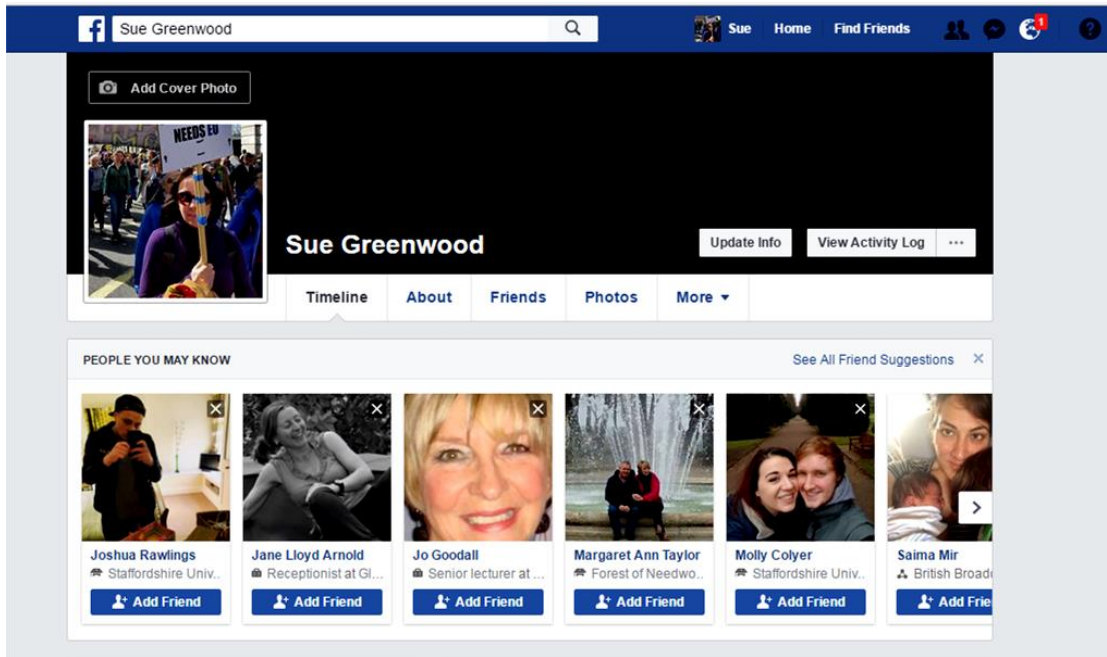 f Sue Greenwood Sue Home Find Friends 1 ?
Add Cover Photo
NEEDS EU
Sue Greenwood Update Info View Activity Log ...
Timeline About Friends Photos More
PEOPLE YOU MAY KNOW See All Friend Suggestions
Joshua Rawlings Jane Lloyd Arnold Jo Goodall Margaret Ann Taylor Molly Colyer Saima Mir
Staffordshire Univ.. Receptionist at Gl... Senior lecturer at ... Forest of Needwo.. Staffordshire Univ.. British Broad
Add Friend Add Friend Add Friend Add Friend Add Friend Add Frie